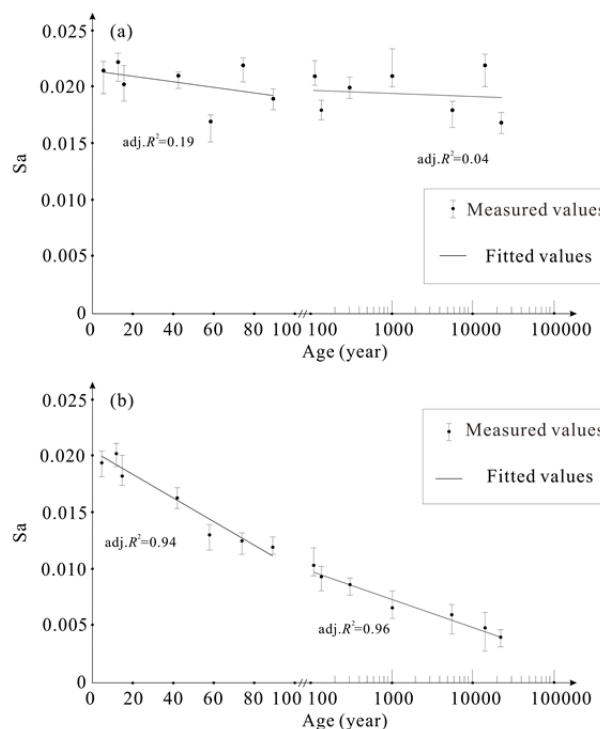 0.025
(a)
0.020
0.015
adj.R²=0.19
adj.R²=0.04
Sa
0.010
Measured values
0.005
Fitted values
0
0 20 40 60 80 100 100 1000 10000 100000
Age (year)
0.025
(b)
Measured values
0.020
Fitted values
0.015
Sa
adj.R²=0.94
0.010
adj.R²=0.96
0.005
0
0 20 40 60 80 100 100 1000 10000 100000
Age (year)